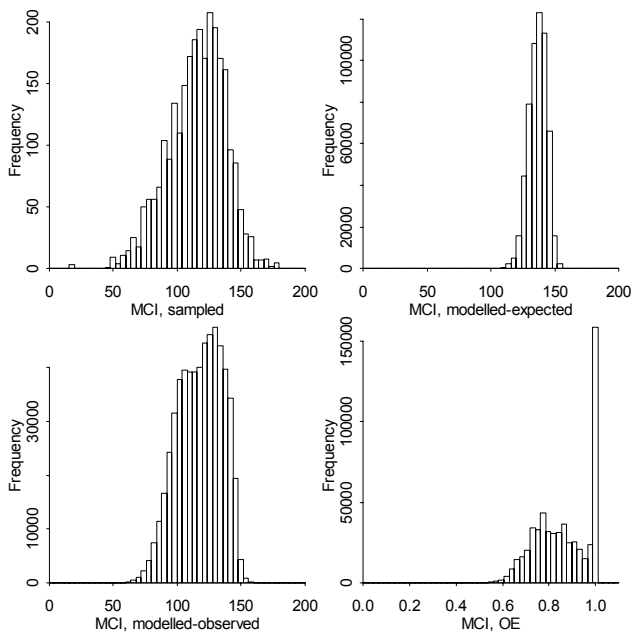 Frequency
0 50 100 150 200
0 50 100 150 200
MCI, sampled
Frequency
0 20000 60000 100000
0 50 100 150 200
MCI, modelled-expected
Frequency
0 10000 30000
0 50 100 150 200
MCI, modelled-observed
Frequency
0 50000 100000 150000
0.0 0.2 0.4 0.6 0.8 1.0
MCI, OE